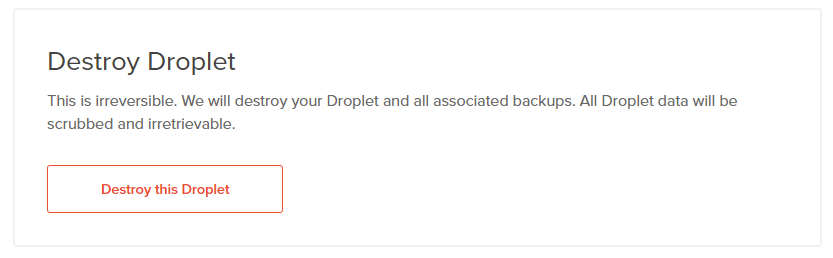 Destroy Droplet
This is irreversible. We will destroy your Droplet and all associated backups. All Droplet data will be
scrubbed and irretrievable.
Destroy this Droplet